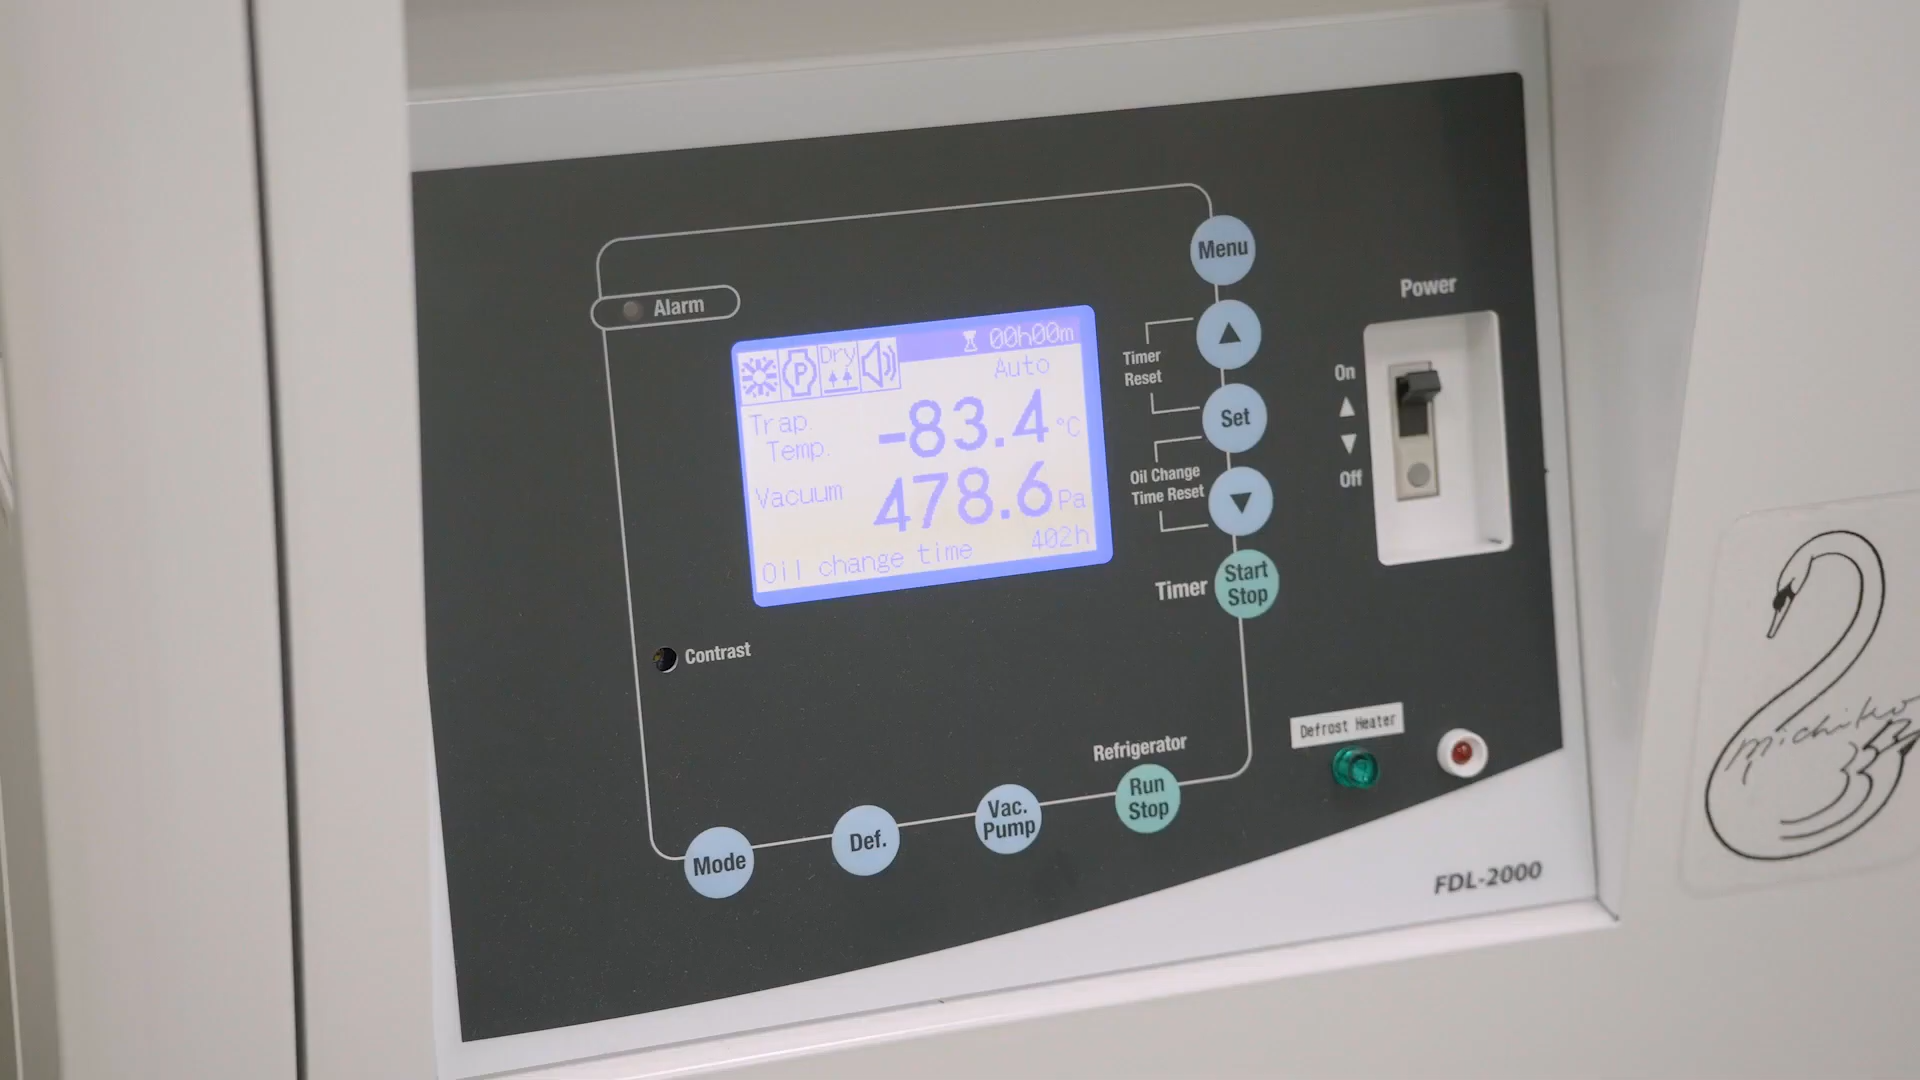 Menu
Alarm
Power
00h00m
P
Dry
Auto
Timer
Reset
On
Trap.
Temp.
-83.4 °C
Set
Vacuum
478.6 Pa
Oil Change
Time Reset
Off
Oil change time
402h
Timer
Start
Stop
Contrast
Michiko
Defrost Heater
Refrigerator
Run
Stop
Vac.
Pump
Def.
Mode
FDL-2000